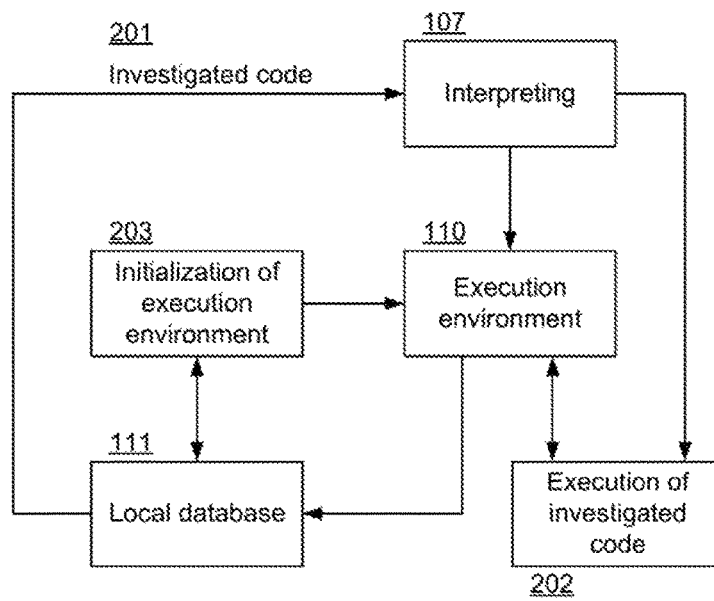 201
Investigated code
107
Interpreting
203
Initialization of
execution
environment
110
Execution
environment
111
Local database
Execution of
investigated
code
202